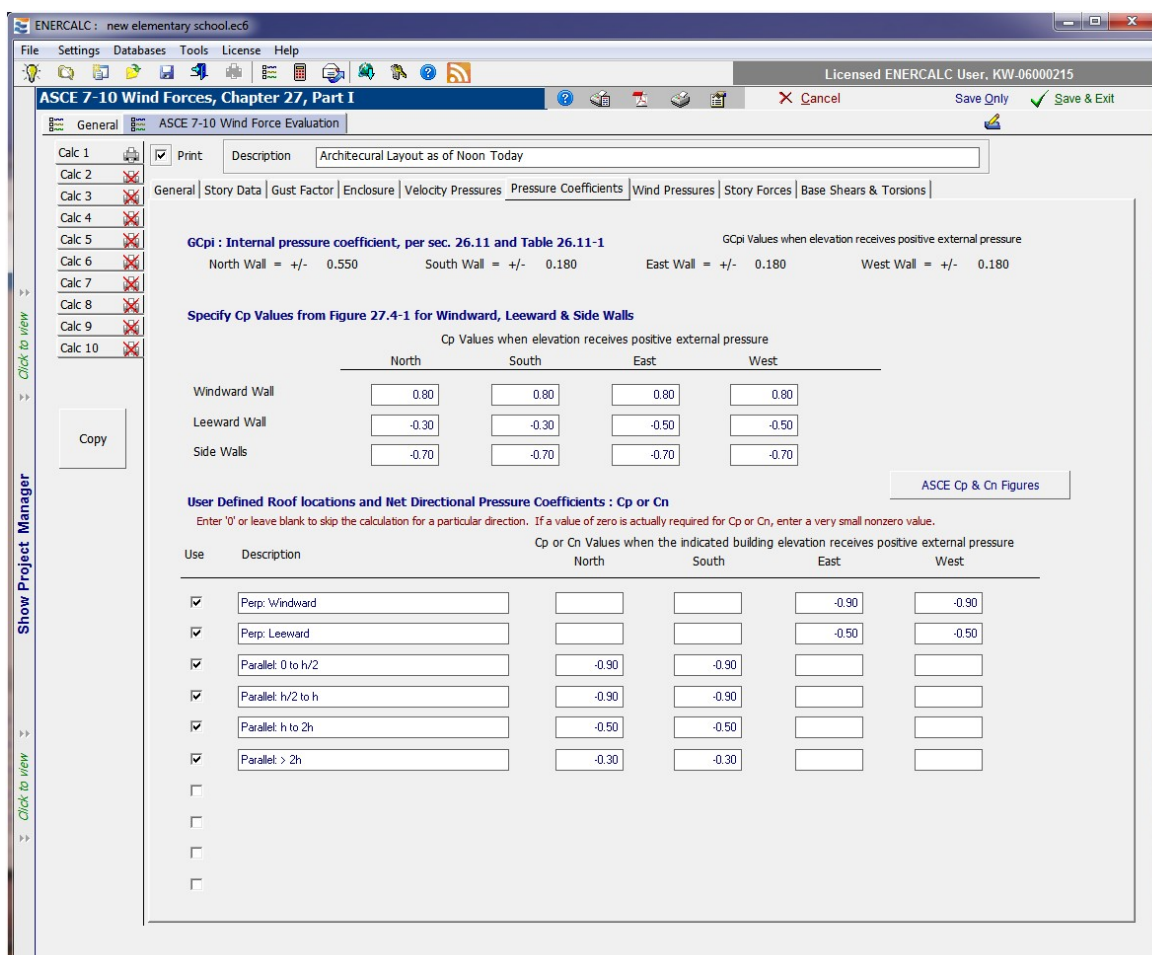 ENERCALC : new elementary school.ec6
File Settings Databases Tools License Help
Licensed ENERCALC User, KW-06000215
ASCE 7-10 Wind Forces, Chapter 27, Part I
Cancel Save Only Save & Exit
General ASCE 7-10 Wind Force Evaluation
Calc 1
Calc 2
Calc 3
Calc 4
Calc 5
Calc 6
Calc 7
Calc 8
Calc 9
Calc 10
Copy
Click to view
Show Project Manager
Click to view
Print Description Architecural Layout as of Noon Today
General Story Data Gust Factor Enclosure Velocity Pressures Pressure Coefficients Wind Pressures Story Forces Base Shears & Torsions
GCpi : Internal pressure coefficient, per sec. 26.11 and Table 26.11-1 GCpi Values when elevation receives positive external pressure
North Wall = +/- 0.550 South Wall = +/- 0.180 East Wall = +/- 0.180 West Wall = +/- 0.180
Specify Cp Values from Figure 27.4-1 for Windward, Leeward & Side Walls
Cp Values when elevation receives positive external pressure
North South East West
Windward Wall 0.80 0.80 0.80 0.80
Leeward Wall -0.30 -0.30 -0.50 -0.50
Side Walls -0.70 -0.70 -0.70 -0.70
ASCE Cp & Cn Figures
User Defined Roof locations and Net Directional Pressure Coefficients : Cp or Cn
Enter '0' or leave blank to skip the calculation for a particular direction. If a value of zero is actually required for Cp or Cn, enter a very small nonzero value.
Cp or Cn Values when the indicated building elevation receives positive external pressure
Use Description North South East West
Perp: Windward -0.90 -0.90
Perp: Leeward -0.50 -0.50
Parallel: 0 to h/2 -0.90 -0.90
Parallel: h/2 to h -0.90 -0.90
Parallel: h to 2h -0.50 -0.50
Parallel: > 2h -0.30 -0.30